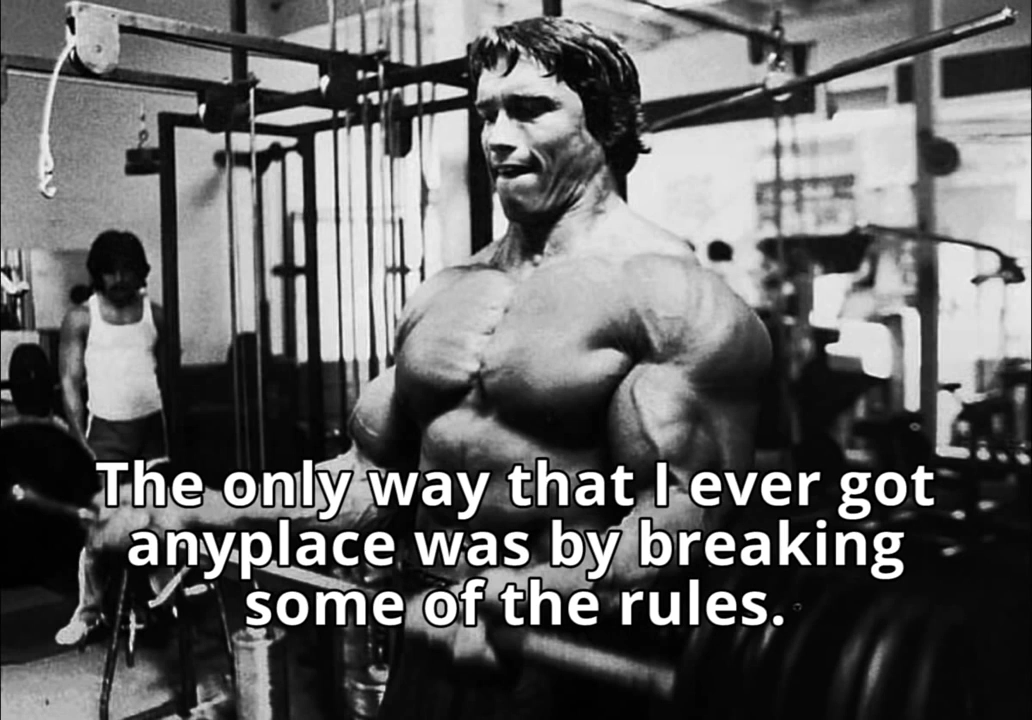 The only way that I ever got
anyplace was by breaking
some of the rules.